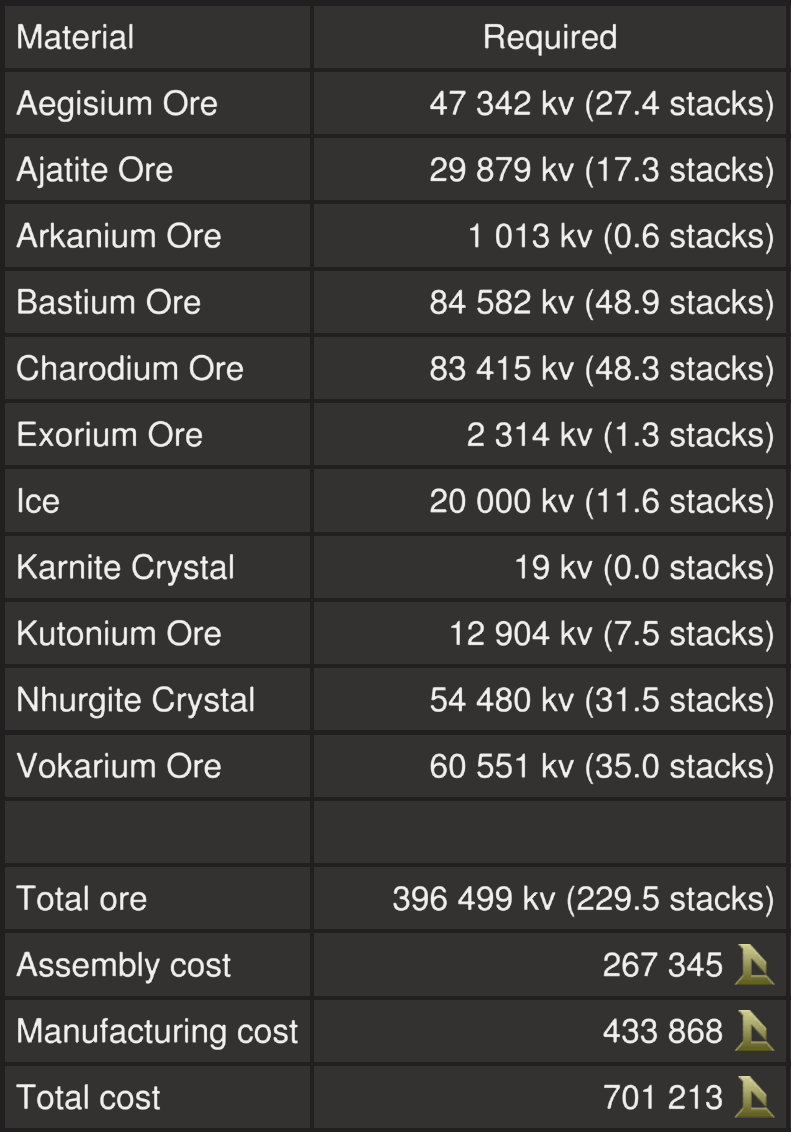 Material Required
Aegisium Ore 47 342 kv (27.4 stacks)
Ajatite Ore 29 879 kv (17.3 stacks)
Arkanium Ore 1 013 kv (0.6 stacks)
Bastium Ore 84 582 kv (48.9 stacks)
Charodium Ore 83 415 kv (48.3 stacks)
Exorium Ore 2 314 kv (1.3 stacks)
Ice 20 000 kv (11.6 stacks)
Karnite Crystal 19 kv (0.0 stacks)
Kutonium Ore 12 904 kv (7.5 stacks)
Nhurgite Crystal 54 480 kv (31.5 stacks)
Vokarium Ore 60 551 kv (35.0 stacks)
Total ore 396 499 kv (229.5 stacks)
Assembly cost 267 345
Manufacturing cost 433 868
Total cost 701 213